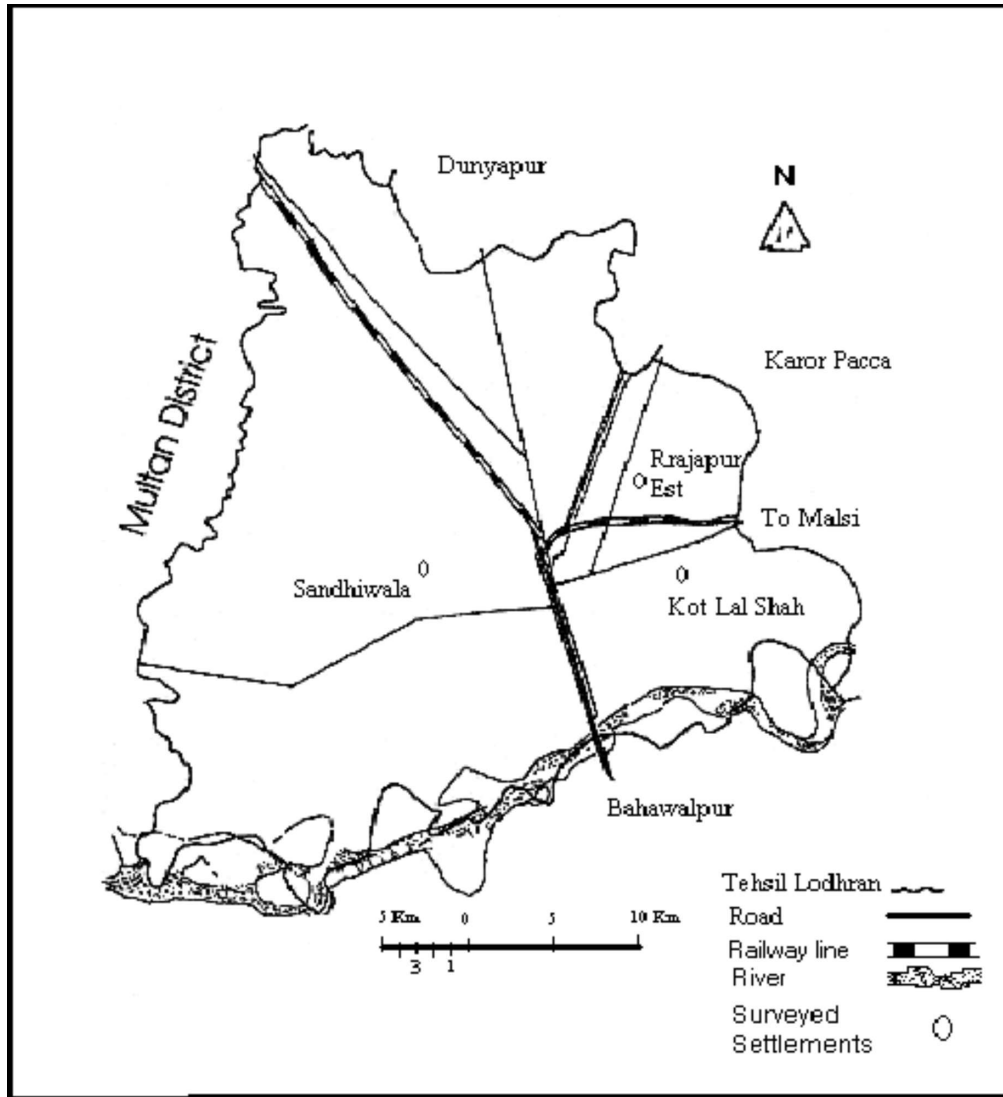 Dunyapur
N
Karor Pacca
Multan District
Rrajapur
Est
To Malsi
Sandhiwala
Kot Lal Shah
Bahawalpur
Tehsil Lodhran
Road
Railway line
River
Surveyed
Settlements
5 Km 0 5 10 Km
3 1